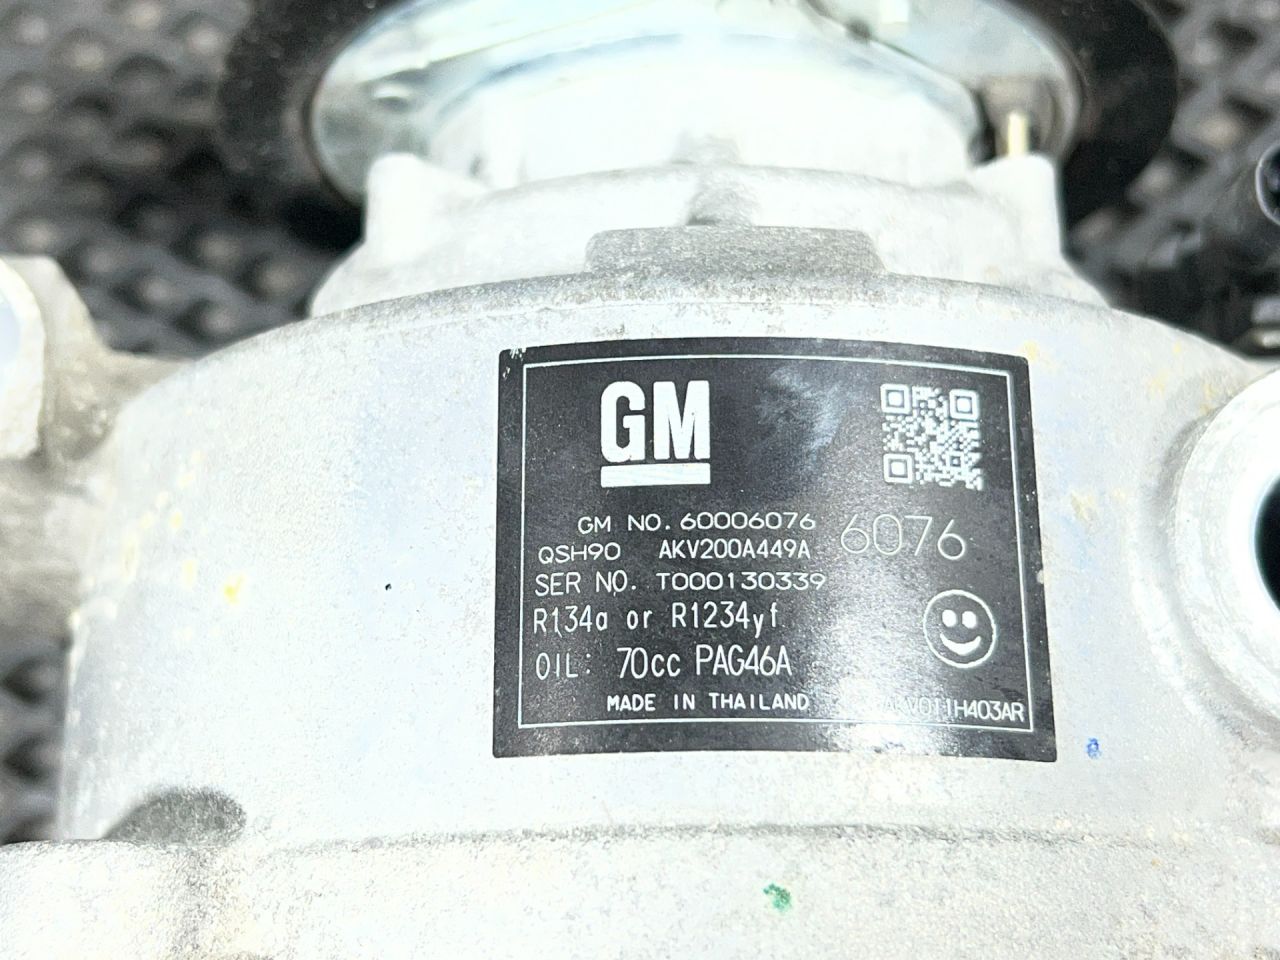 GM
GM NO. 60006076 6076
QSH90 AKV200A449A
SER NO. T000130339
R134a or R1234yf
OIL: 70cc PAG46A
MADE IN THAILAND